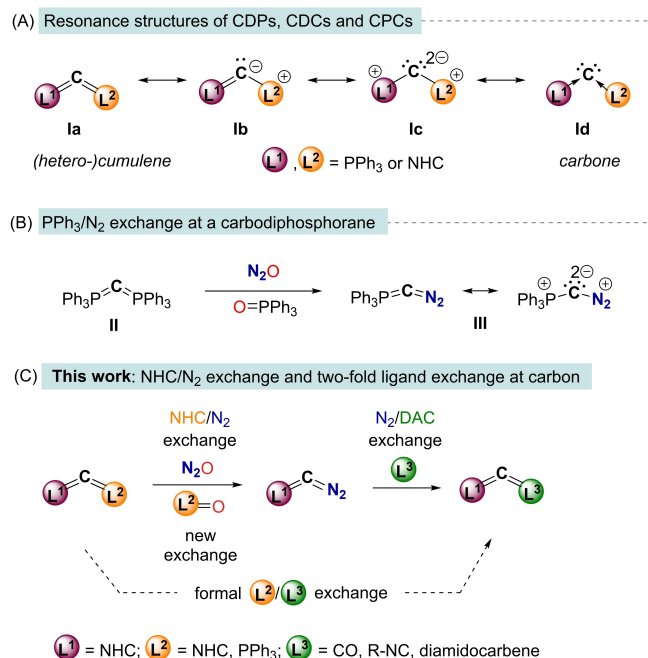 (A) Resonance structures of CDPs, CDCs and CPCs
L1 C L2 C ⊖ L1 L2 ⊕ C 2⊖ ⊕ L1 L2 ⊕ C L1 L2
Ia Ib Ic Id
(hetero-)cumulene L1 , L2 = PPh3 or NHC carbone
(B) PPh3/N2 exchange at a carbodiphosphorane
N2O
Ph3P=C=PPh3 O=PPh3 Ph3P=C=N2 Ph3P ⊕ C 2⊖ N2 ⊕
II III
(C) This work: NHC/N2 exchange and two-fold ligand exchange at carbon
NHC/N2 N2/DAC
exchange exchange
N2O L3
L1 C L2 L1 C N2 L1 C L3
L2=O
new
exchange
formal L2/L3 exchange
L1 = NHC; L2 = NHC, PPh3; L3 = CO, R-NC, diamidocarbene